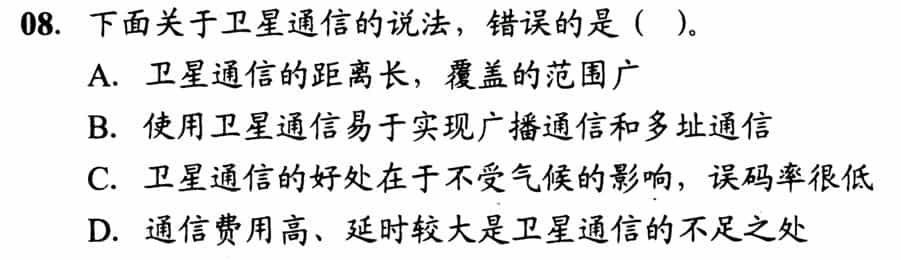 08. 下面关于卫星通信的说法，错误的是（ ）。
A. 卫星通信的距离长，覆盖的范围广
B. 使用卫星通信易于实现广播通信和多址通信
C. 卫星通信的好处在于不受气候的影响，误码率很低
D. 通信费用高、延时较大是卫星通信的不足之处